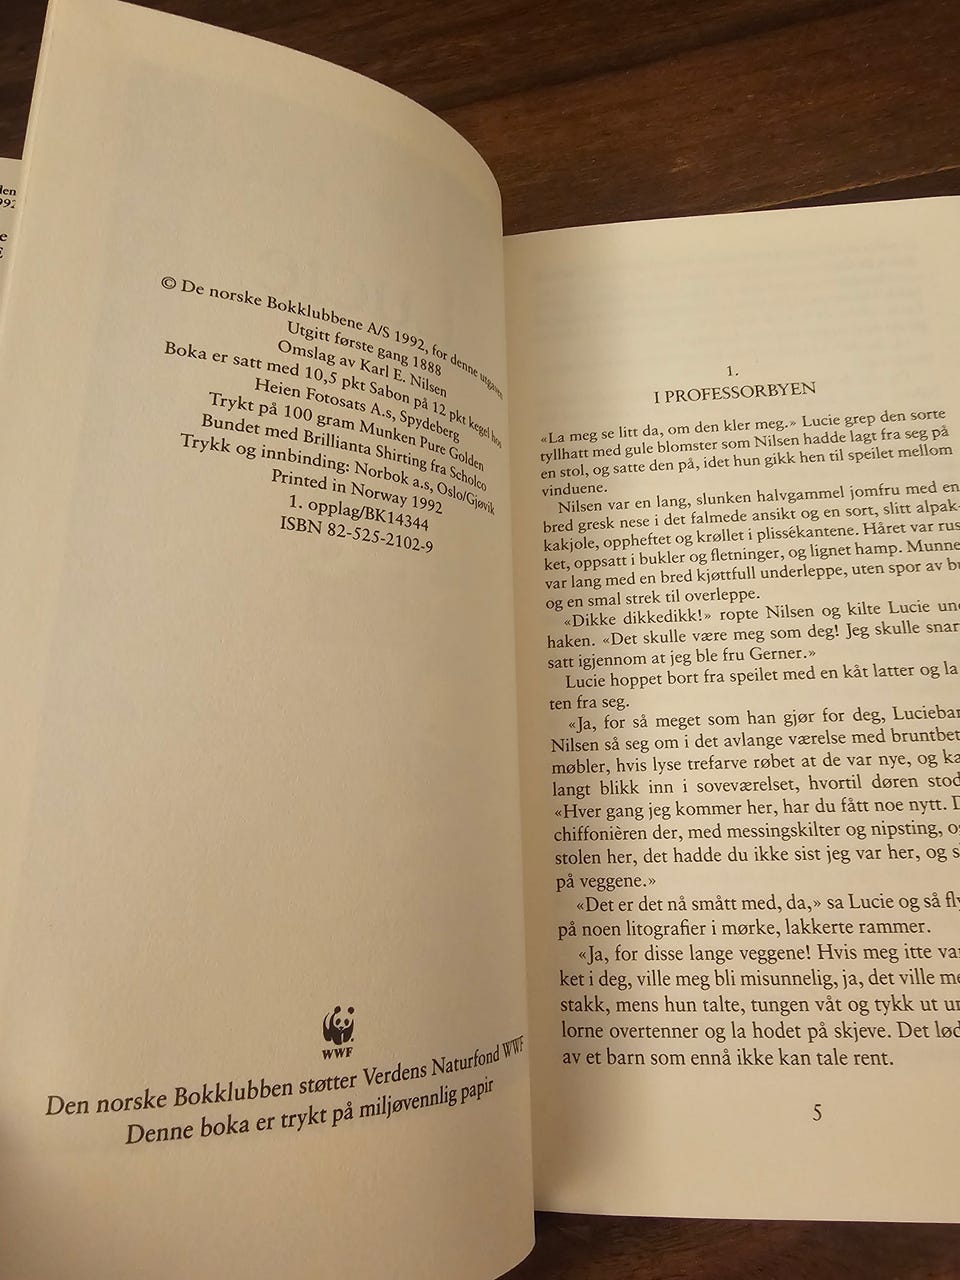 den
992
e
E
© De norske Bokklubbene A/S 1992, for denne utgaven
Utgitt første gang 1888
Omslag av Karl E. Nilsen
Boka er satt med 10,5 pkt Sabon på 12 pkt kegel hos
Heien Fotosats A.s, Spydeberg
Trykt på 100 gram Munken Pure Golden
Bundet med Brillianta Shirting fra Scholco
Trykk og innbinding: Norbok a.s, Oslo/Gjøvik
Printed in Norway 1992
1. opplag/BK14344
ISBN 82-525-2102-9
WWF
Den norske Bokklubben støtter Verdens Naturfond WWF
Denne boka er trykt på miljøvennlig papir
1.
I PROFESSORBYEN
«La meg se litt da, om den kler meg.» Lucie grep den sorte
tyllhatt med gule blomster som Nilsen hadde lagt fra seg på
en stol, og satte den på, idet hun gikk hen til speilet mellom
vinduene.
Nilsen var en lang, slunken halvgammel jomfru med en
bred gresk nese i det falmede ansikt og en sort, slitt alpak-
kakjole, oppheftet og krøllet i plissékantene. Håret var rus
ket, oppsatt i bukler og fletninger, og lignet hamp. Munne
var lang med en bred kjøttfull underleppe, uten spor av bu
og en smal strek til overleppe.
«Dikke dikkedikk!» ropte Nilsen og kilte Lucie und
haken. «Det skulle være meg som deg! Jeg skulle snar
satt igjennom at jeg ble fru Gerner.»
Lucie hoppet bort fra speilet med en kåt latter og la
ten fra seg.
«Ja, for så meget som han gjør for deg, Luciebar
Nilsen så seg om i det avlange værelse med bruntbet
møbler, hvis lyse trefarve røbet at de var nye, og ka
langt blikk inn i soveværelset, hvortil døren stod
«Hver gang jeg kommer her, har du fått noe nytt. D
chiffonièren der, med messingskilter og nipsting, o
stolen her, det hadde du ikke sist jeg var her, og s
på veggene.»
«Det er det nå smått med, da,» sa Lucie og så fly
på noen litografier i mørke, lakkerte rammer.
«Ja, for disse lange veggene! Hvis meg itte var
ket i deg, ville meg bli misunnelig, ja, det ville me
stakk, mens hun talte, tungen våt og tykk ut un
lorne overtenner og la hodet på skjeve. Det lød
av et barn som ennå ikke kan tale rent.
5